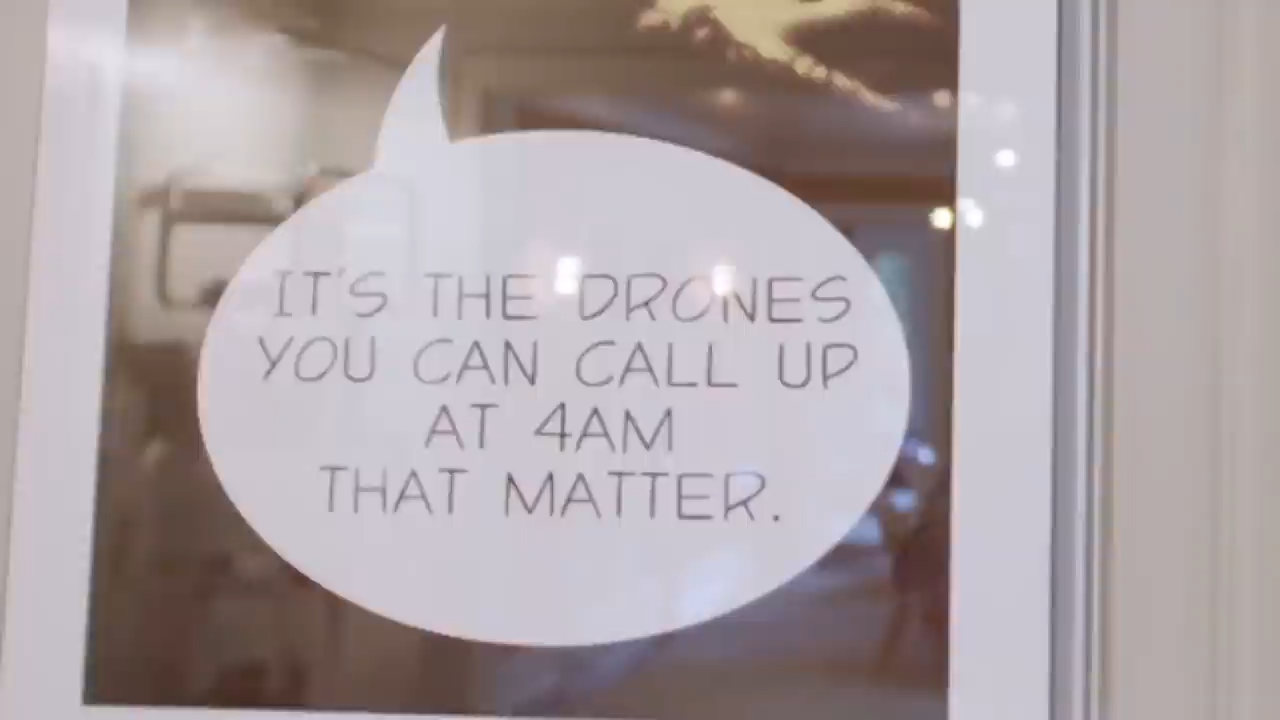 IT'S THE DRONES
YOU CAN CALL UP
AT 4AM
THAT MATTER.